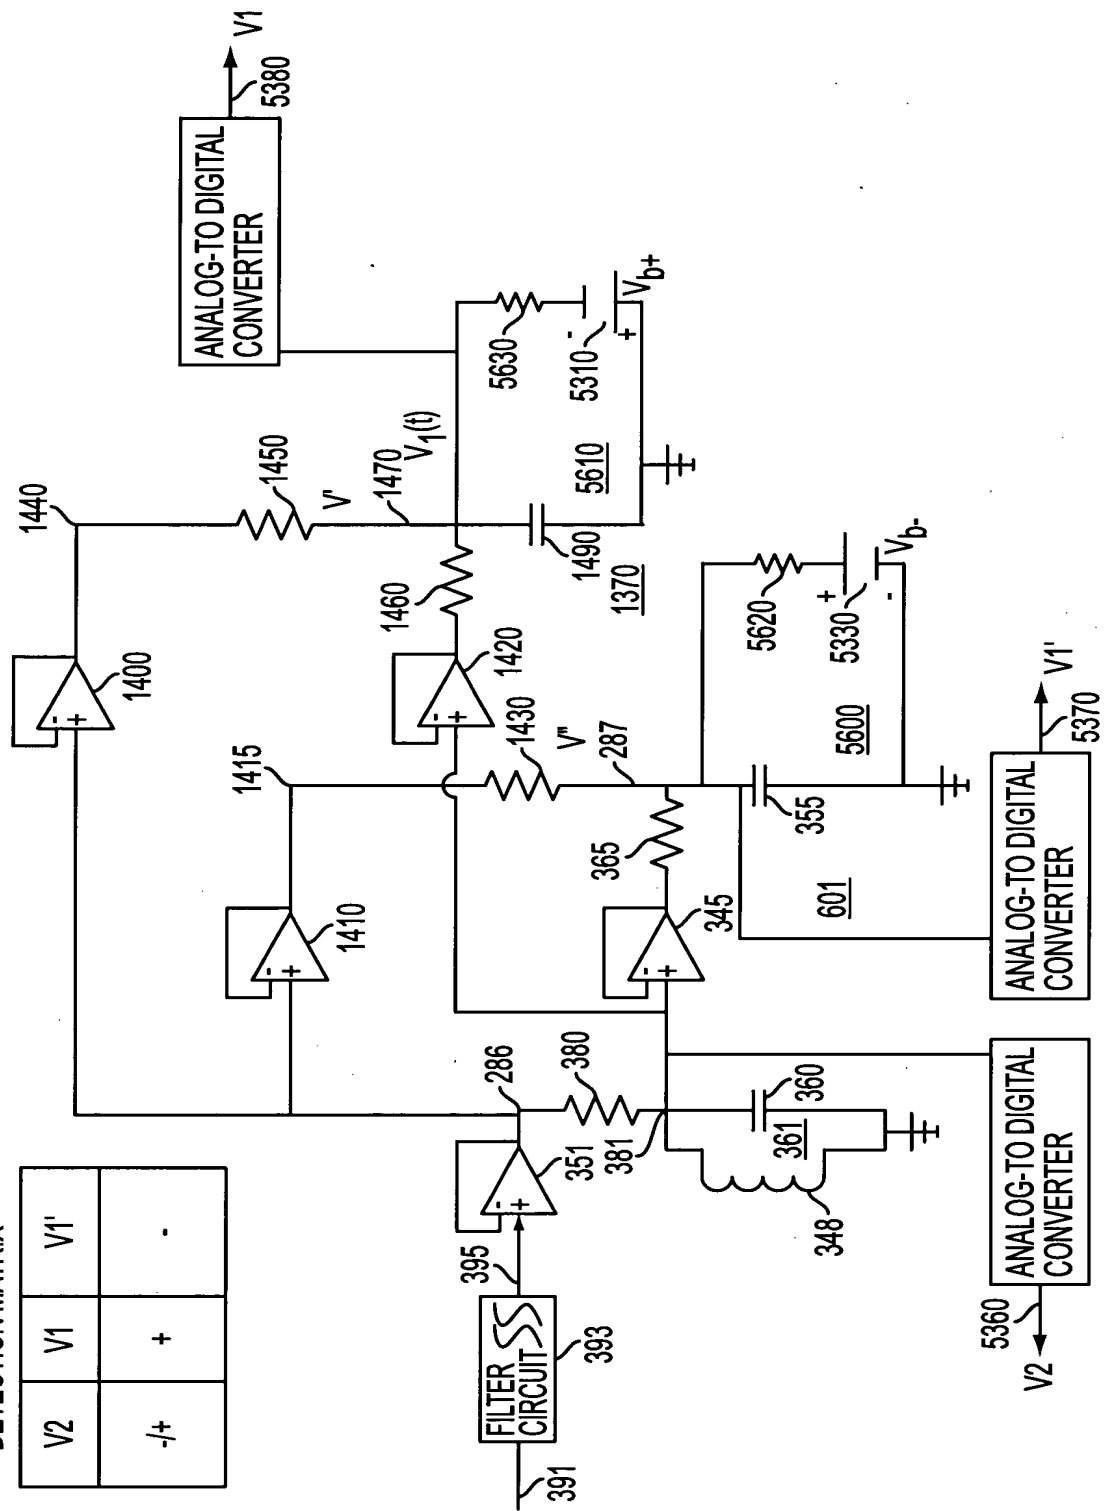 DETECTION MATRIX
V2 V1 V1'
-/+ + -
391
FILTER
CIRCUIT
393
395
-
+
351
286
380
381
348
361
360
-
+
1400
1440
1450
V'
1470
V1(t)
-
+
1410
1415
-
+
1420
1460
1430
V"
287
-
+
345
365
355
601
1490
1370
5610
5630
-
5310
+
Vb+
5620
+
5330
-
Vb-
5600
ANALOG-TO DIGITAL
CONVERTER
5380
V1
ANALOG-TO DIGITAL
CONVERTER
5360
V2
ANALOG-TO DIGITAL
CONVERTER
5370
V1'